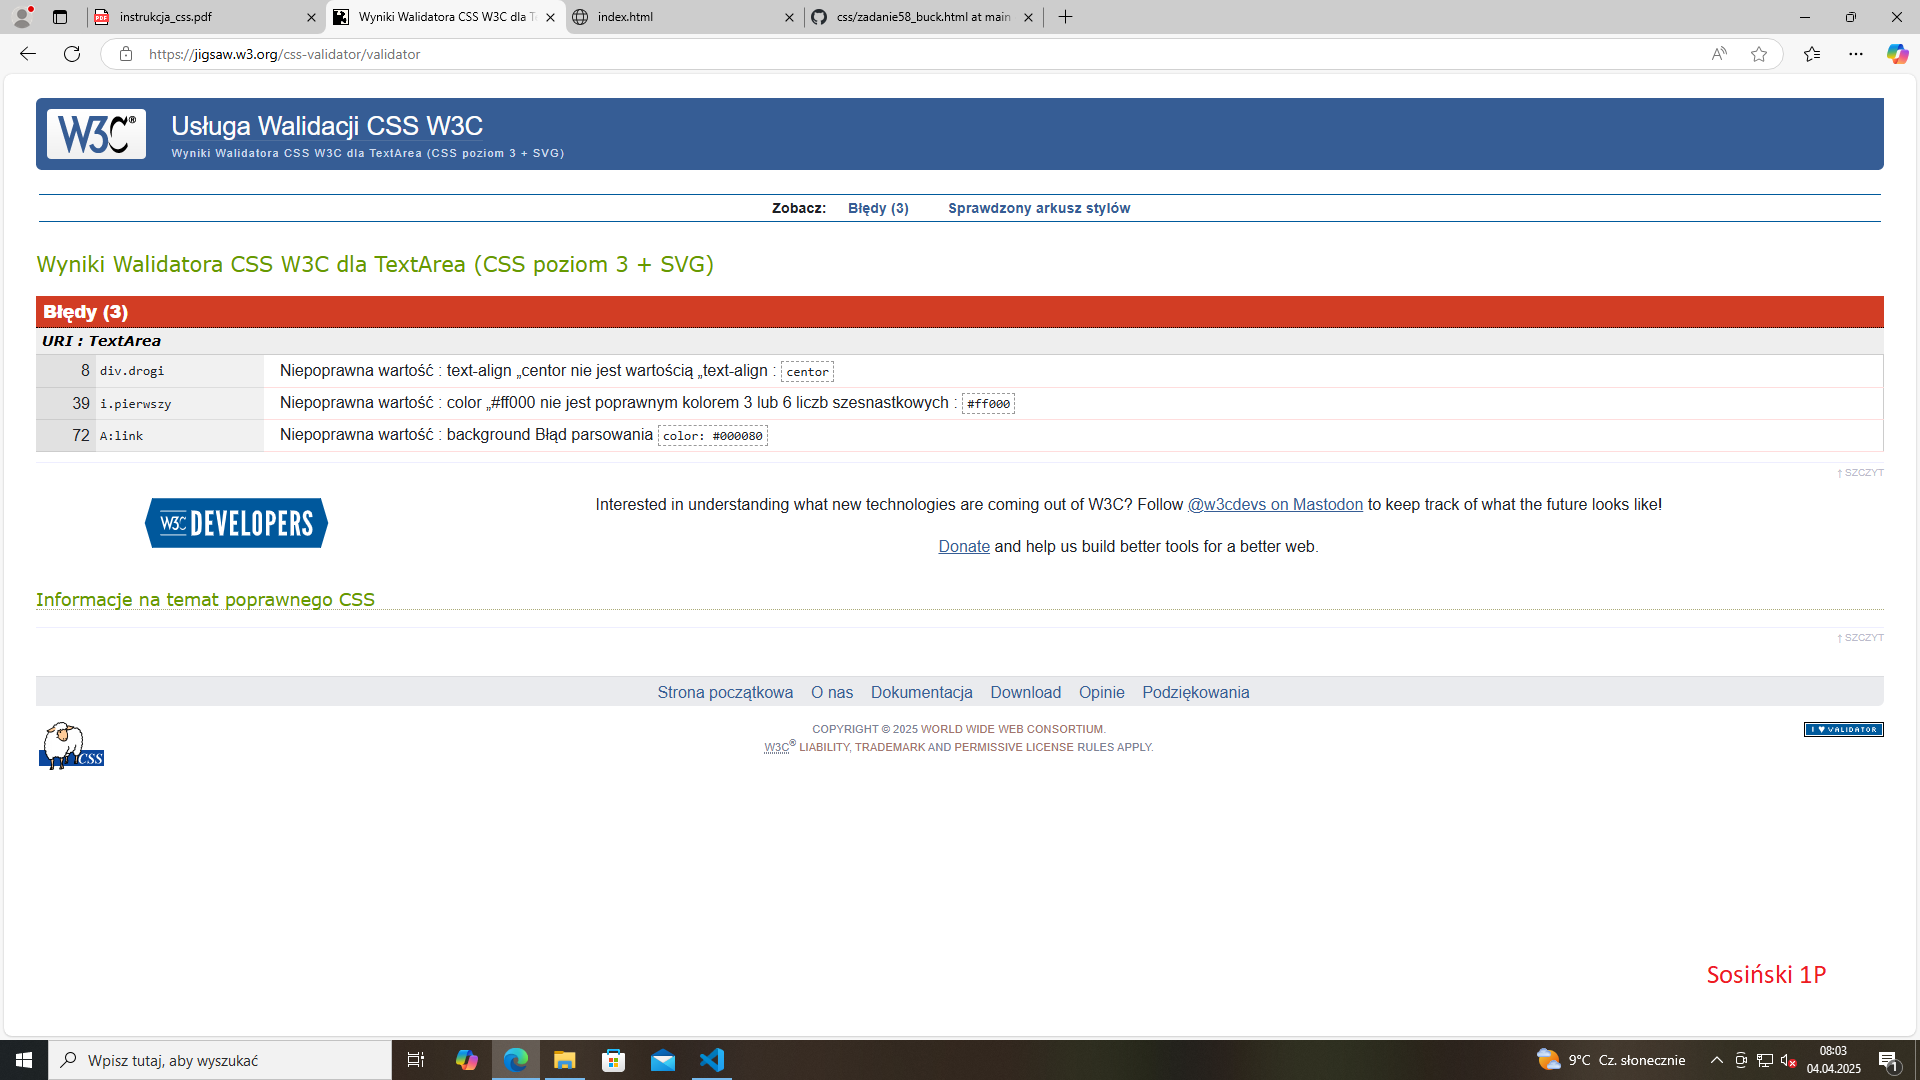 instrukcja_css.pdf
Wyniki Walidatora CSS W3C dla Te
index.html
css/zadanie58_buck.html at main
https://jigsaw.w3.org/css-validator/validator
W3C®
Usługa Walidacji CSS W3C
Wyniki Walidatora CSS W3C dla TextArea (CSS poziom 3 + SVG)
Zobacz: Błędy (3) Sprawdzony arkusz stylów
Wyniki Walidatora CSS W3C dla TextArea (CSS poziom 3 + SVG)
Błędy (3)
URI : TextArea
8 div.drogi Niepoprawna wartość : text-align „centor nie jest wartością „text-align : centor
39 i.pierwszy Niepoprawna wartość : color „#ff000 nie jest poprawnym kolorem 3 lub 6 liczb szesnastkowych : #ff000
72 A:link Niepoprawna wartość : background Błąd parsowania color: #000080
↑ SZCZYT
W3C DEVELOPERS
Interested in understanding what new technologies are coming out of W3C? Follow @w3cdevs on Mastodon to keep track of what the future looks like!
Donate and help us build better tools for a better web.
Informacje na temat poprawnego CSS
↑ SZCZYT
Strona początkowa O nas Dokumentacja Download Opinie Podziękowania
CSS
COPYRIGHT © 2025 WORLD WIDE WEB CONSORTIUM.
W3C® LIABILITY, TRADEMARK AND PERMISSIVE LICENSE RULES APPLY.
I ♥ VALIDATOR
Sosiński 1P
Wpisz tutaj, aby wyszukać
9°C Cz. słonecznie
08:03
04.04.2025
1